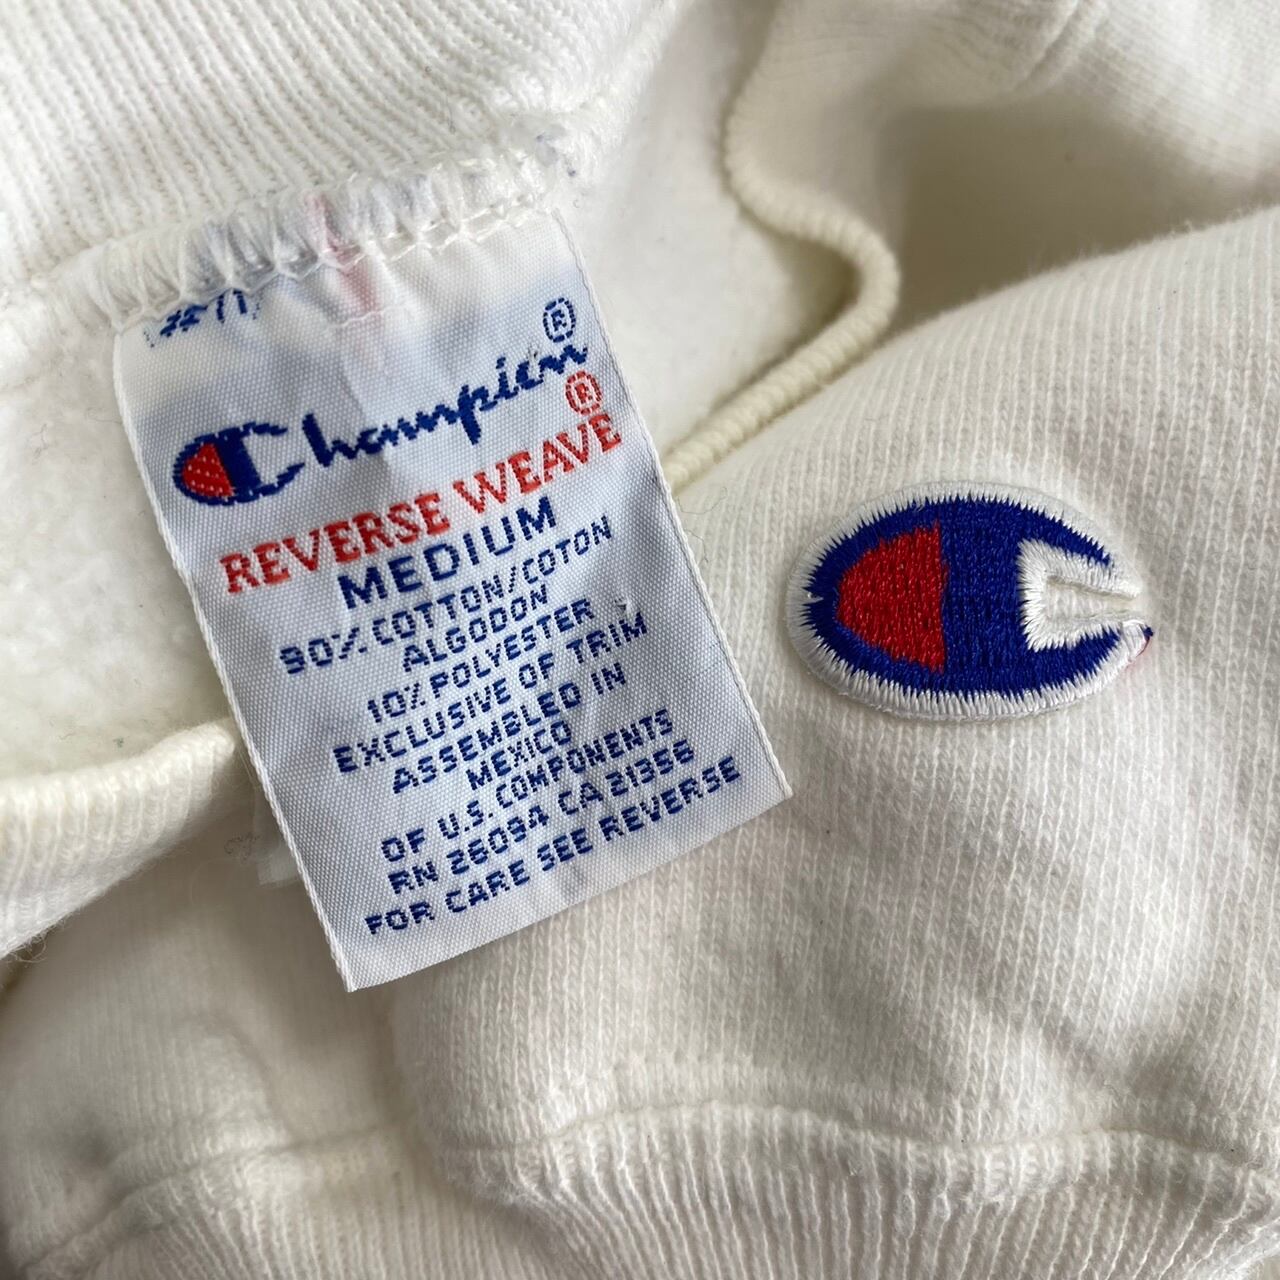 #71
Champion®
REVERSE WEAVE®
MEDIUM
90% COTTON/COTON
ALGODON
10% POLYESTER
EXCLUSIVE OF TRIM
ASSEMBLED IN
MEXICO
OF U.S. COMPONENTS
RN 26094 CA 21356
FOR CARE SEE REVERSE